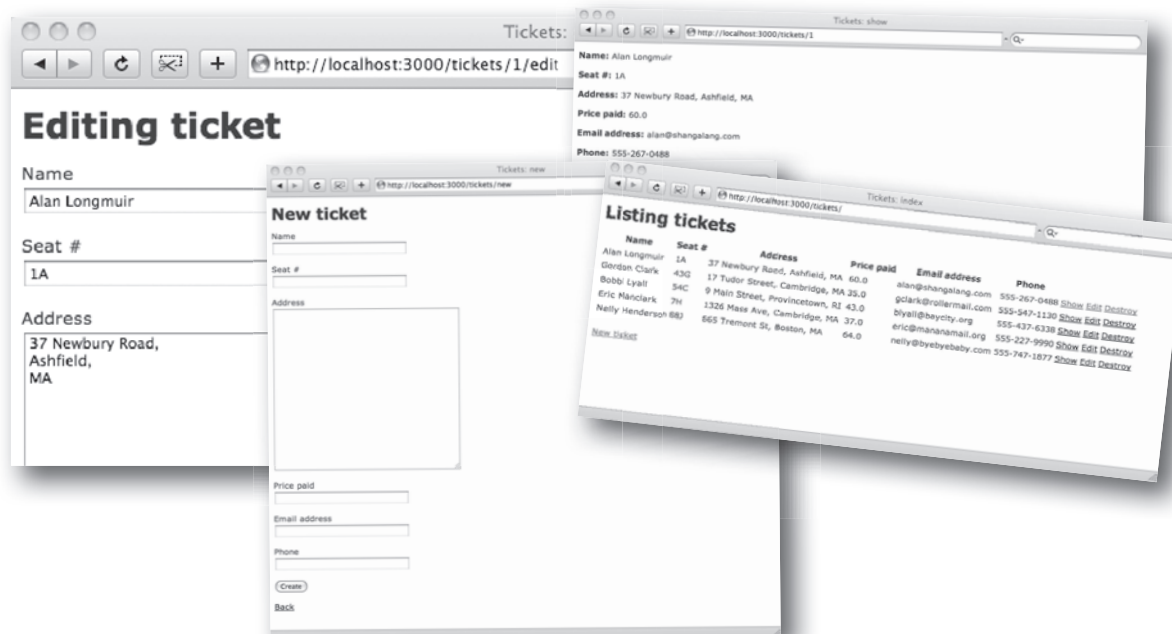 Tickets:
http://localhost:3000/tickets/1/edit
Editing ticket
Name
Alan Longmuir
Seat #
1A
Address
37 Newbury Road,
Ashfield,
MA
Tickets: show
http://localhost:3000/tickets/1
Name: Alan Longmuir
Seat #: 1A
Address: 37 Newbury Road, Ashfield, MA
Price paid: 60.0
Email address: alan@shangalang.com
Phone: 555-267-0488
Tickets: new
http://localhost:3000/tickets/new
New ticket
Name
Seat #
Address
Price paid
Email address
Phone
Create
Back
Tickets: index
http://localhost:3000/tickets/
Listing tickets
Name Seat # Address Price paid Email address Phone
Alan Longmuir 1A 37 Newbury Road, Ashfield, MA 60.0 alan@shangalang.com 555-267-0488 Show Edit Destroy
Gordon Clark 43G 17 Tudor Street, Cambridge, MA 35.0 gclark@rollermail.com 555-547-1130 Show Edit Destroy
Bobbi Lyall 54C 9 Main Street, Provincetown, RI 43.0 blyall@baycity.org 555-437-6338 Show Edit Destroy
Eric Manclark 7H 1326 Mass Ave, Cambridge, MA 37.0 eric@mananamail.org 555-227-9990 Show Edit Destroy
Nelly Henderson 88J 665 Tremont St, Boston, MA 64.0 nelly@byebyebaby.com 555-747-1877 Show Edit Destroy
New ticket